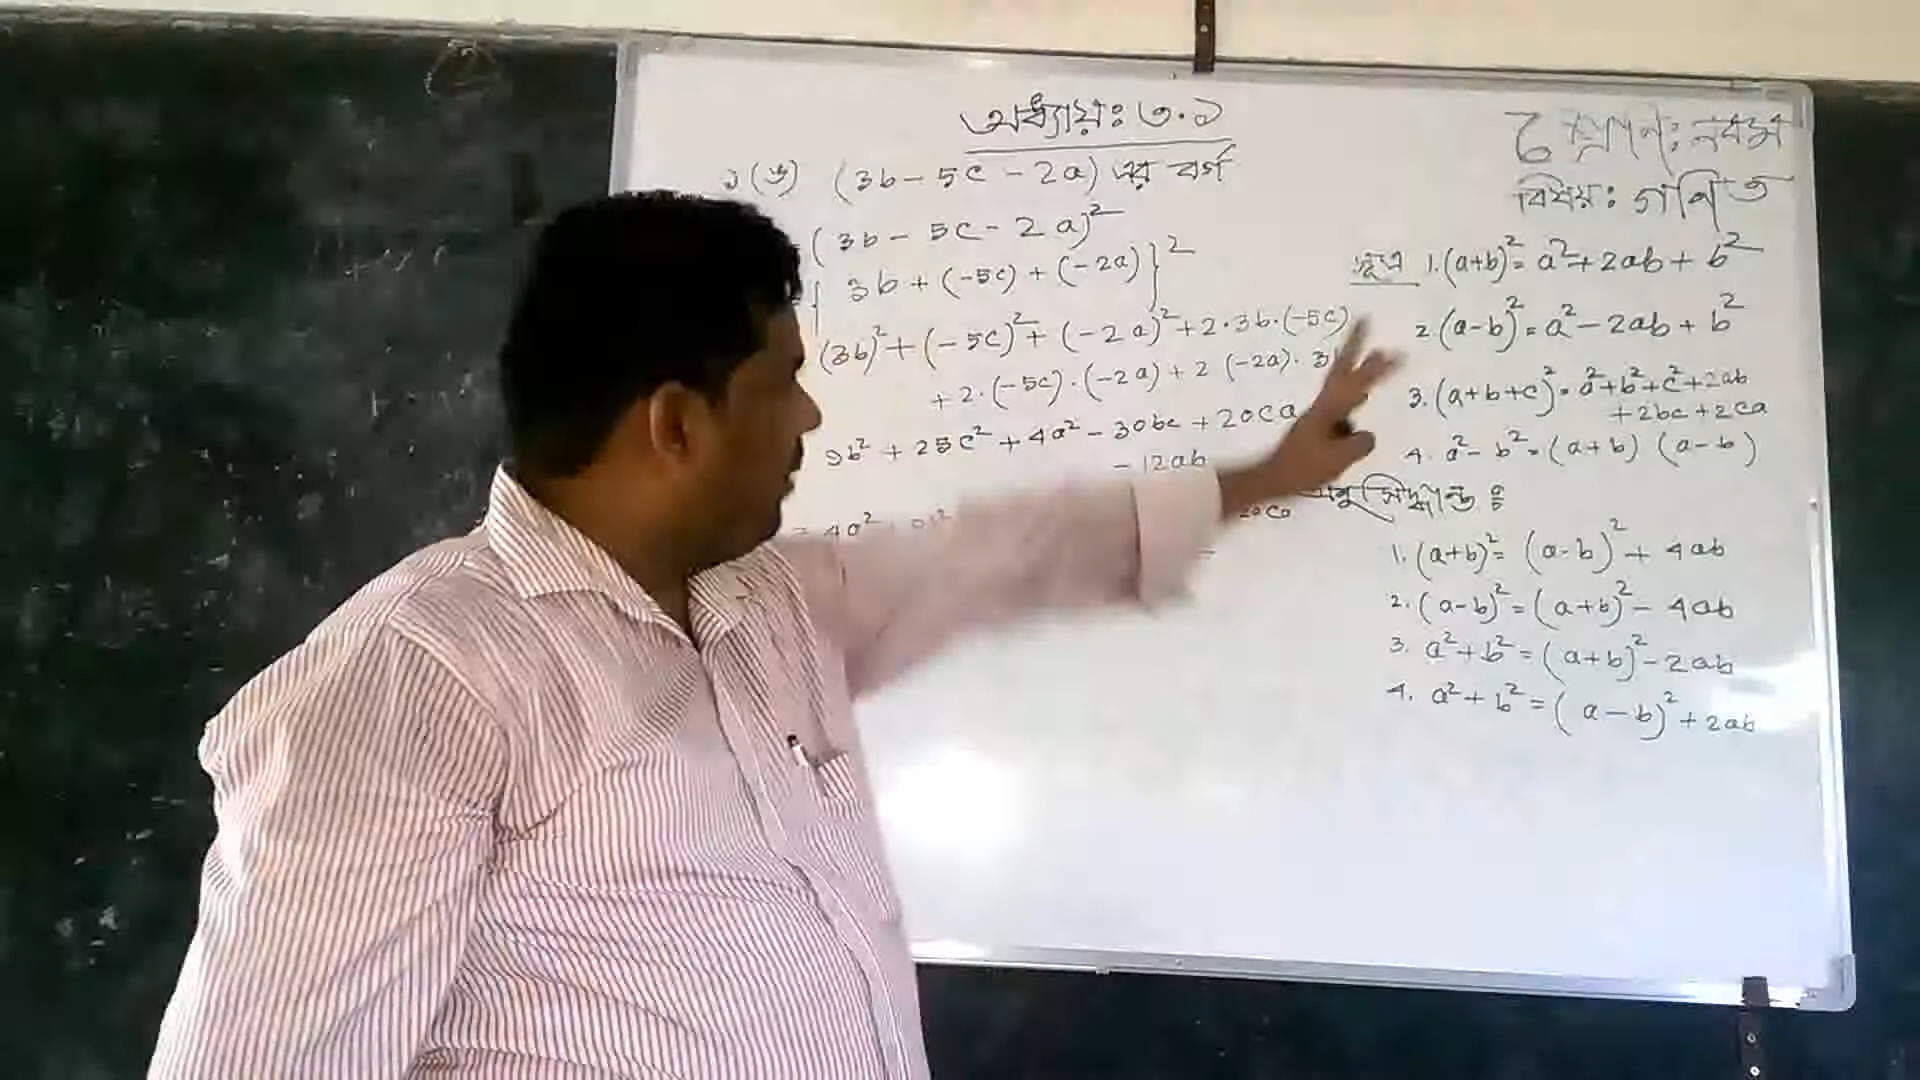 অধ্যায়ঃ ৩.১
১(ঙ) (3b - 5c - 2a) এর বর্গ
(3b - 5c - 2a)²
{3b + (-5c) + (-2a)}²
(3b)² + (-5c)² + (-2a)² + 2·3b·(-5c)
+ 2·(-5c)·(-2a) + 2(-2a)·3b
9b² + 25c² + 4a² - 30bc + 20ca
- 12ab
= 4a² + 9b²
20ca
শ্রেণি: নবম
বিষয়ঃ গণিত
সূত্র 1. (a+b)² = a² + 2ab + b²
2. (a-b)² = a² - 2ab + b²
3. (a+b+c)² = a² + b² + c² + 2ab
+ 2bc + 2ca
4. a² - b² = (a+b) (a-b)
অনুসিদ্ধান্ত ঃ
1. (a+b)² = (a-b)² + 4ab
2. (a-b)² = (a+b)² - 4ab
3. a² + b² = (a+b)² - 2ab
4. a² + b² = (a-b)² + 2ab